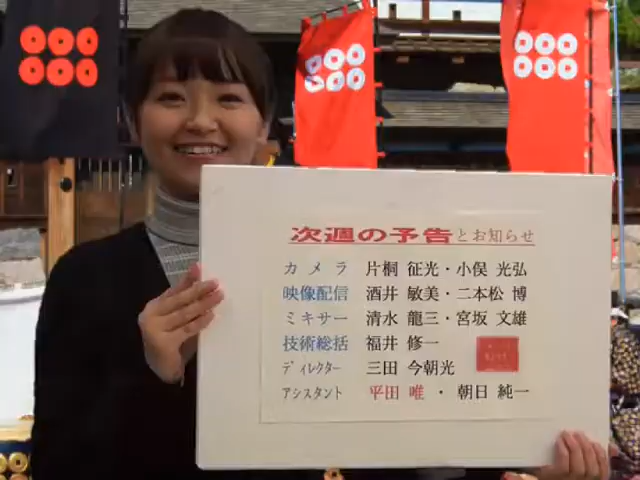 次週の予告とお知らせ
カメラ 片桐 征光・小俣 光弘
映像配信 酒井 敏美・二本松 博
ミキサー 清水 龍三・宮坂 文雄
技術総括 福井 修一
ディレクター 三田 今朝光
アシスタント 平田 唯・朝日 純一